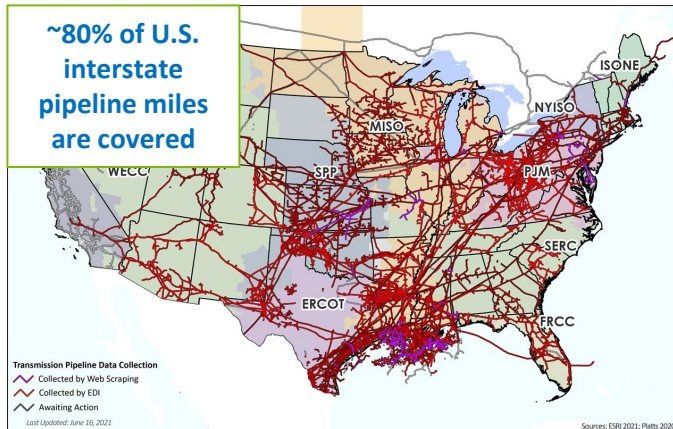 ~80% of U.S.
interstate
pipeline miles
are covered
ISONE
NYISO
MISO
WECC
SPP
PJM
SERC
ERCOT
FRCC
Transmission Pipeline Data Collection
Collected by Web Scraping
Collected by EDI
Awaiting Action
Last Updated: June 16, 2021
Sources: ESRI 2021; Platts 2020